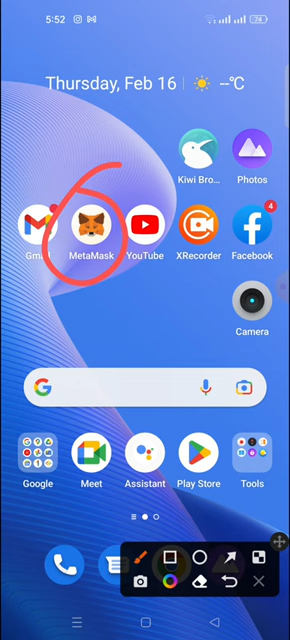 5:52
74
Thursday, Feb 16 --°C
Kiwi Bro... Photos
Gmail MetaMask YouTube XRecorder Facebook
4
Camera
Google Meet Assistant Play Store Tools